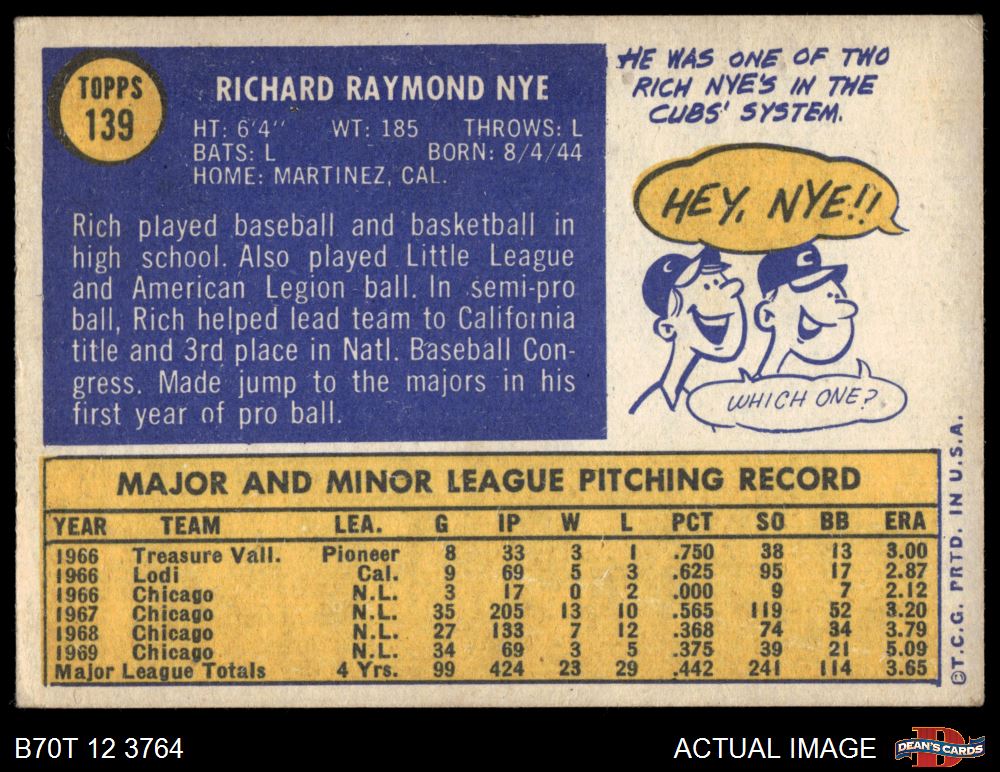 TOPPS
139
RICHARD RAYMOND NYE
HT: 6'4" WT: 185 THROWS: L
BATS: L BORN: 8/4/44
HOME: MARTINEZ, CAL.
Rich played baseball and basketball in
high school. Also played Little League
and American Legion ball. In semi-pro
ball, Rich helped lead team to California
title and 3rd place in Natl. Baseball Con-
gress. Made jump to the majors in his
first year of pro ball.
HE WAS ONE OF TWO
RICH NYE'S IN THE
CUBS' SYSTEM.
HEY, NYE!!
C
C
WHICH ONE?
MAJOR AND MINOR LEAGUE PITCHING RECORD
YEAR TEAM LEA. G IP W L PCT SO BB ERA
1966 Treasure Vall. Pioneer 8 33 3 1 .750 38 13 3.00
1966 Lodi Cal. 9 69 5 3 .625 95 17 2.87
1966 Chicago N.L. 3 17 0 2 .000 9 7 2.12
1967 Chicago N.L. 35 205 13 10 .565 119 52 3.20
1968 Chicago N.L. 27 133 7 12 .368 74 34 3.79
1969 Chicago N.L. 34 69 3 5 .375 39 21 5.09
Major League Totals 4 Yrs. 99 424 23 29 .442 241 114 3.65
©T.C.G. PRTD. IN U.S.A.
B70T 12 3764
ACTUAL IMAGE
D
DEAN'S CARDS